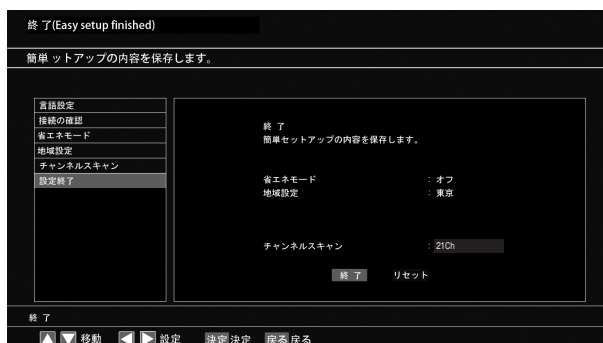 終 了(Easy setup finished)
簡単 ットアップの内容を保存します。
言語設定
接続の確認
省エネモード
地域設定
チャンネルスキャン
設定終了
終 了
簡単セットアップの内容を保存します。
省エネモード : オフ
地域設定 : 東京
チャンネルスキャン : 21Ch
終 了 リセット
終 了
▲ ▼ 移動 ◀ ▶ 設定 決定 決定 戻る 戻る